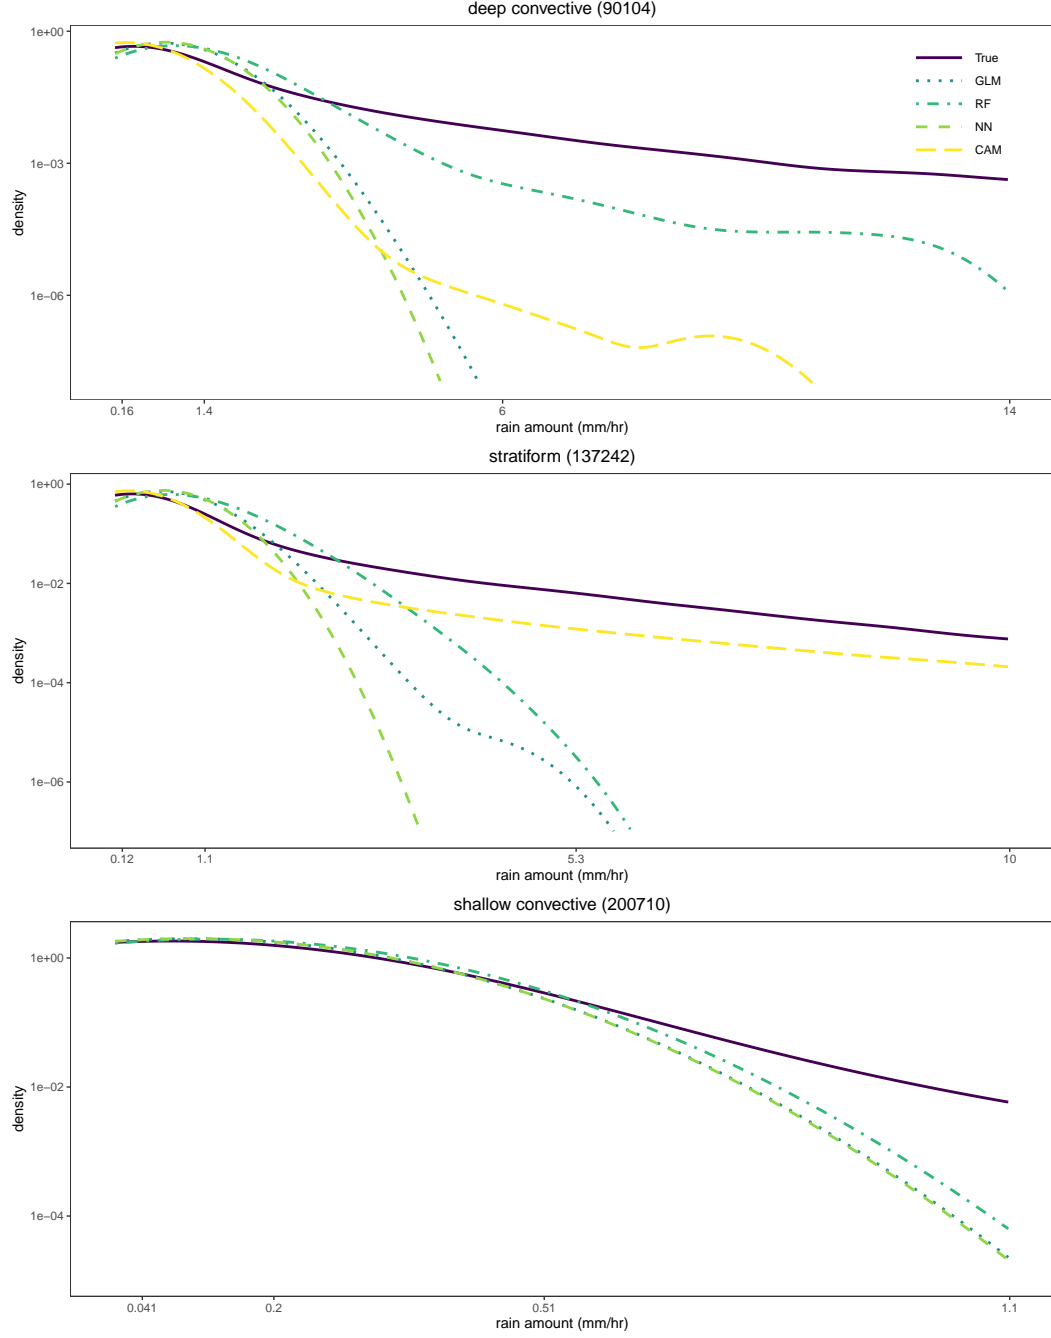 deep convective (90104)
1e+00
1e−03
1e−06
density
True
GLM
RF
NN
CAM
0.16
1.4
6
14
rain amount (mm/hr)
stratiform (137242)
1e+00
1e−02
1e−04
1e−06
density
0.12
1.1
5.3
10
rain amount (mm/hr)
shallow convective (200710)
1e+00
1e−02
1e−04
density
0.041
0.2
0.51
1.1
rain amount (mm/hr)